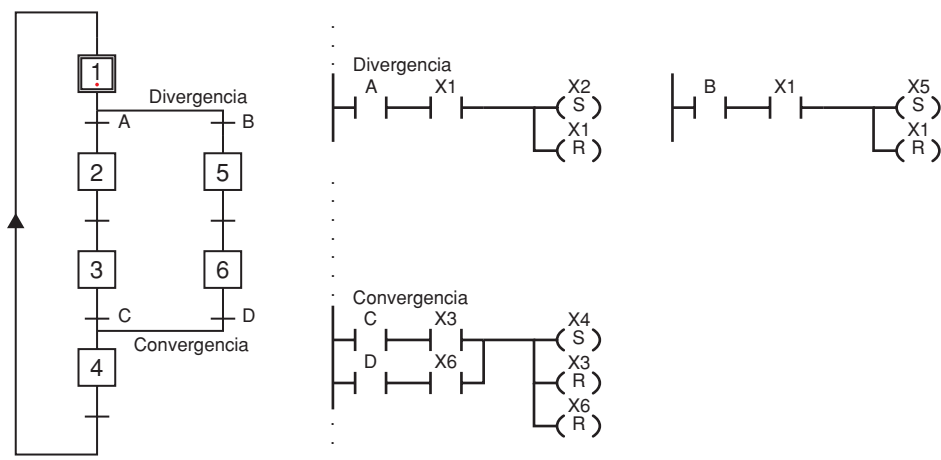 1
Divergencia
A
B
2
5
3
6
C
D
Convergencia
4
Divergencia
A X1 X2
S
X1
R
B X1 X5
S
X1
R
Convergencia
C X3 X4
S
D X6 X3
R
X6
R